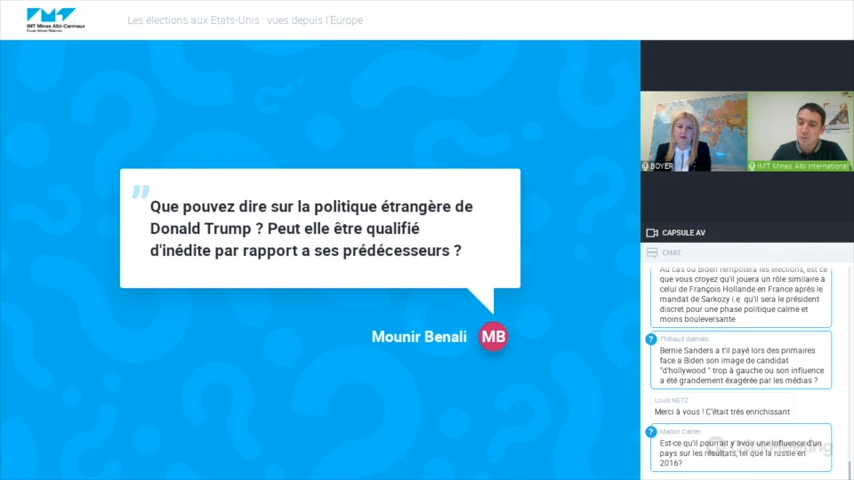 IMT Mines Albi-Carmaux
École Mines-Télécom
Les élections aux Etats-Unis : vues depuis l'Europe
Que pouvez dire sur la politique étrangère de
Donald Trump ? Peut elle être qualifié
d'inédite par rapport a ses prédécesseurs ?
Mounir Benali
MB
BOYER
IMT Mines Albi international
CAPSULE AV
CHAT
Au cas où Biden remportera les élections, est ce
que vous croyez qu'il jouera un rôle similaire à
celui de François Hollande en France après le
mandat de Sarkozy i.e. qu'il sera le président
discret pour une phase politique calme et
moins bouleversante
?
Thibaud dalmais
Bernie Sanders a t'il payé lors des primaires
face a Biden son image de candidat
"d'hollywood " trop à gauche ou son influence
a été grandement éxagérée par les médias ?
Louis NETZ
Merci à vous ! C'était très enrichissant
?
Marion Carlier
Est-ce qu'il pourrait y avoir une influence d'un
pays sur les résultats, tel que la russie en
2016?